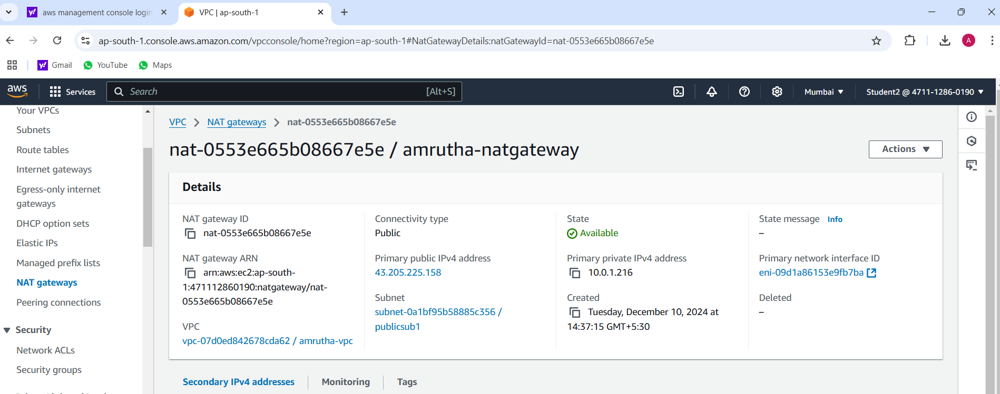 aws management console login
VPC | ap-south-1
ap-south-1.console.aws.amazon.com/vpcconsole/home?region=ap-south-1#NatGatewayDetails:natGatewayId=nat-0553e665b08667e5e
A
Gmail
YouTube
Maps
aws
Services
Search
[Alt+S]
Mumbai
Student2 @ 4711-1286-0190
Your VPCs
Subnets
Route tables
Internet gateways
Egress-only internet
gateways
DHCP option sets
Elastic IPs
Managed prefix lists
NAT gateways
Peering connections
Security
Network ACLs
Security groups
VPC
NAT gateways
nat-0553e665b08667e5e
nat-0553e665b08667e5e / amrutha-natgateway
Actions
Details
NAT gateway ID
nat-0553e665b08667e5e
NAT gateway ARN
arn:aws:ec2:ap-south-
1:471112860190:natgateway/nat-
0553e665b08667e5e
VPC
vpc-07d0ed842678cda62 / amrutha-vpc
Connectivity type
Public
Primary public IPv4 address
43.205.225.158
Subnet
subnet-0a1bf95b58885c356 /
publicsub1
State
Available
Primary private IPv4 address
10.0.1.216
Created
Tuesday, December 10, 2024 at
14:37:15 GMT+5:30
State message Info
–
Primary network interface ID
eni-09d1a86153e9fb7ba
Deleted
–
Secondary IPv4 addresses
Monitoring
Tags